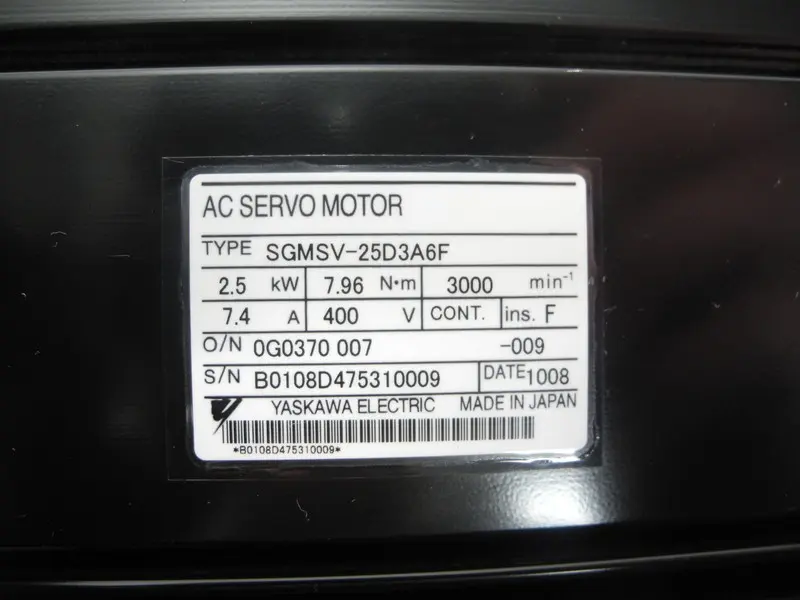 AC SERVO MOTOR
TYPE SGMSV-25D3A6F
2.5 kW 7.96 N·m 3000 min-1
7.4 A 400 V CONT. ins. F
O/N 0G0370 007 -009
S/N B0108D475310009 DATE 1008
YASKAWA ELECTRIC MADE IN JAPAN
*B0108D475310009*